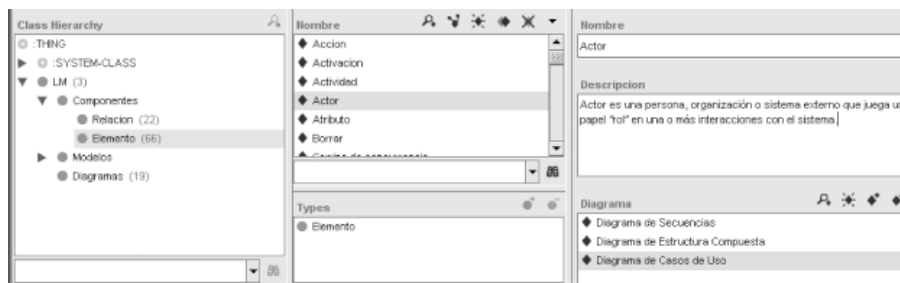 Class Hierarchy
:THING
:SYSTEM-CLASS
LM (3)
Componentes
Relacion (22)
Elemento (66)
Modelos
Diagramas (19)
Nombre
Accion
Activacion
Actividad
Actor
Atributo
Borrar
Types
Elemento
Nombre
Actor
Descripcion
Actor es una persona, organización o sistema externo que juega
papel "rol" en una o más interacciones con el sistema.
Diagrama
Diagrama de Secuencias
Diagrama de Estructura Compuesta
Diagrama de Casos de Uso